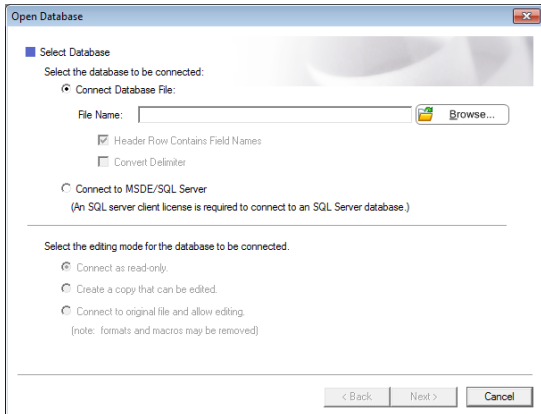 Open Database
Select Database
Select the database to be connected:
Connect Database File:
File Name:
Browse...
Header Row Contains Field Names
Convert Delimiter
Connect to MSDE/SQL Server
(An SQL server client license is required to connect to an SQL Server database.)
Select the editing mode for the database to be connected.
Connect as read-only.
Create a copy that can be edited.
Connect to original file and allow editing.
(note: formats and macros may be removed)
< Back
Next >
Cancel